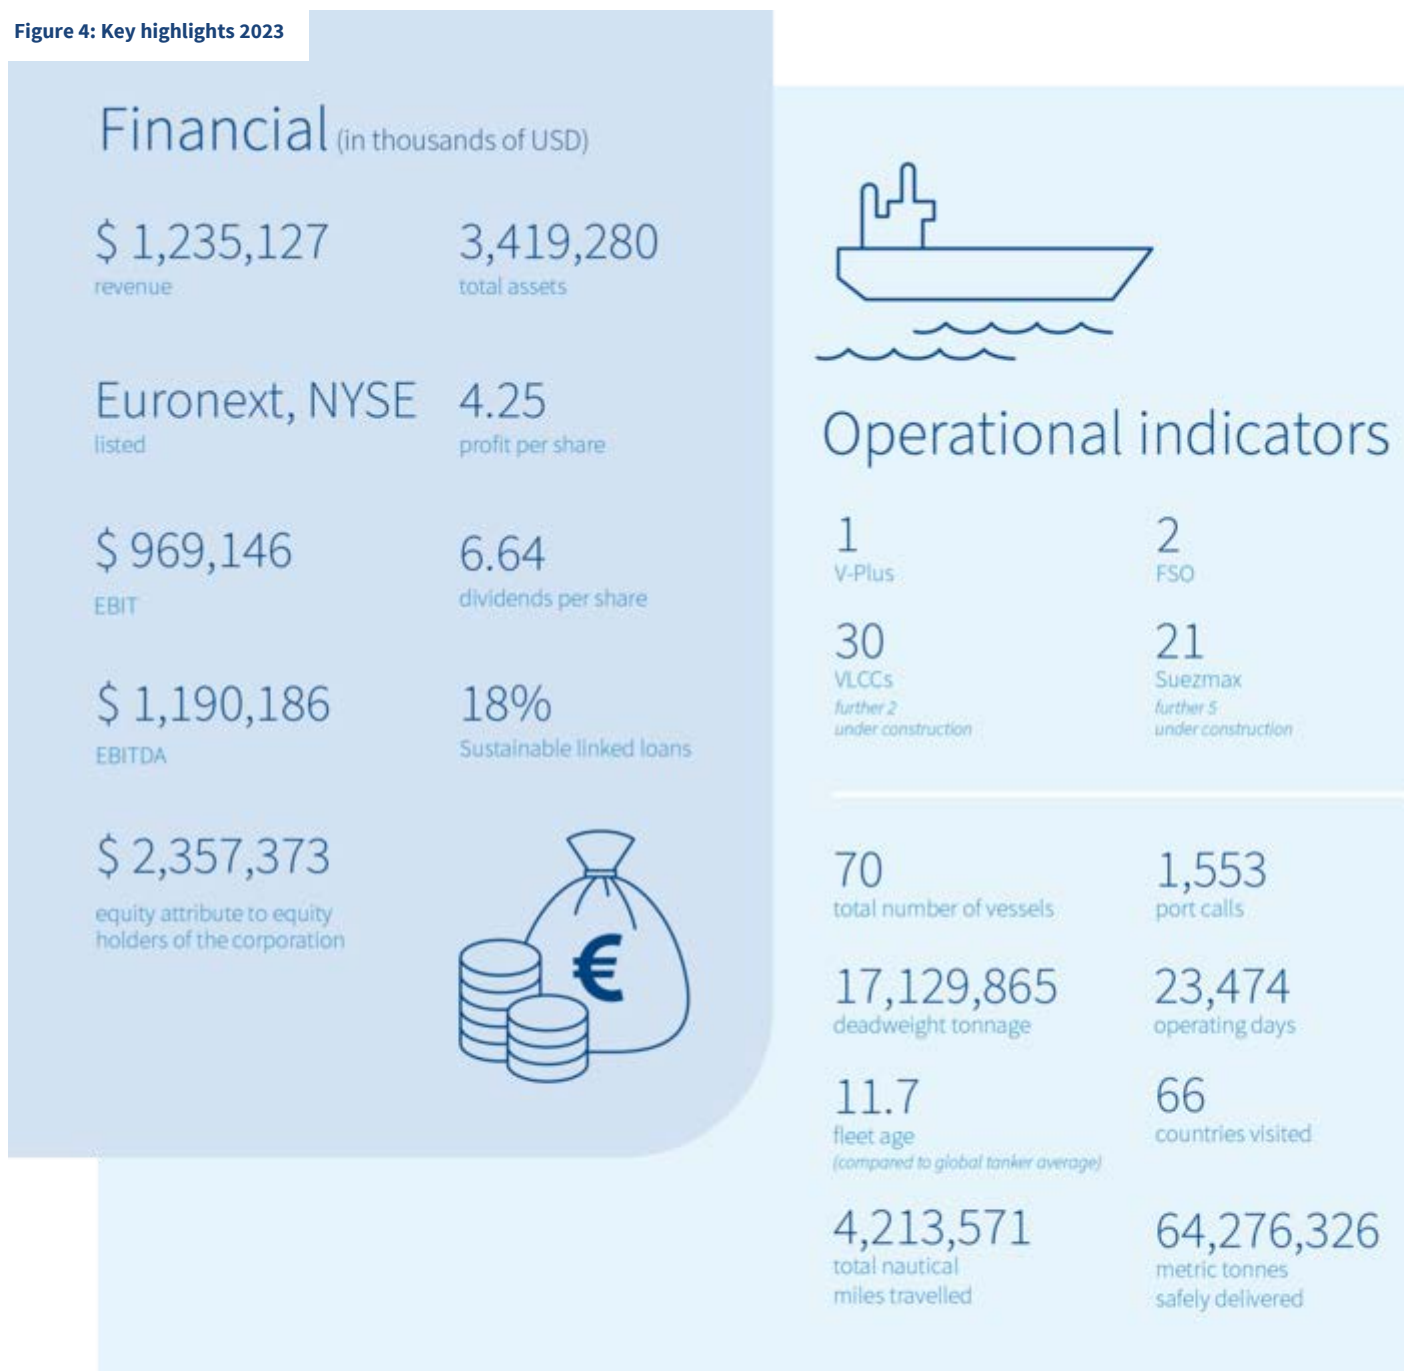 Figure 4: Key highlights 2023
Financial (in thousands of USD)
$ 1,235,127
revenue
3,419,280
total assets
Euronext, NYSE
listed
4.25
profit per share
$ 969,146
EBIT
6.64
dividends per share
$ 1,190,186
EBITDA
18%
Sustainable linked loans
$ 2,357,373
equity attribute to equity
holders of the corporation
€
Operational indicators
1
V-Plus
2
FSO
30
VLCCs
further 2
under construction
21
Suezmax
further 5
under construction
70
total number of vessels
1,553
port calls
17,129,865
deadweight tonnage
23,474
operating days
11.7
fleet age
(compared to global tanker average)
66
countries visited
4,213,571
total nautical
miles travelled
64,276,326
metric tonnes
safely delivered